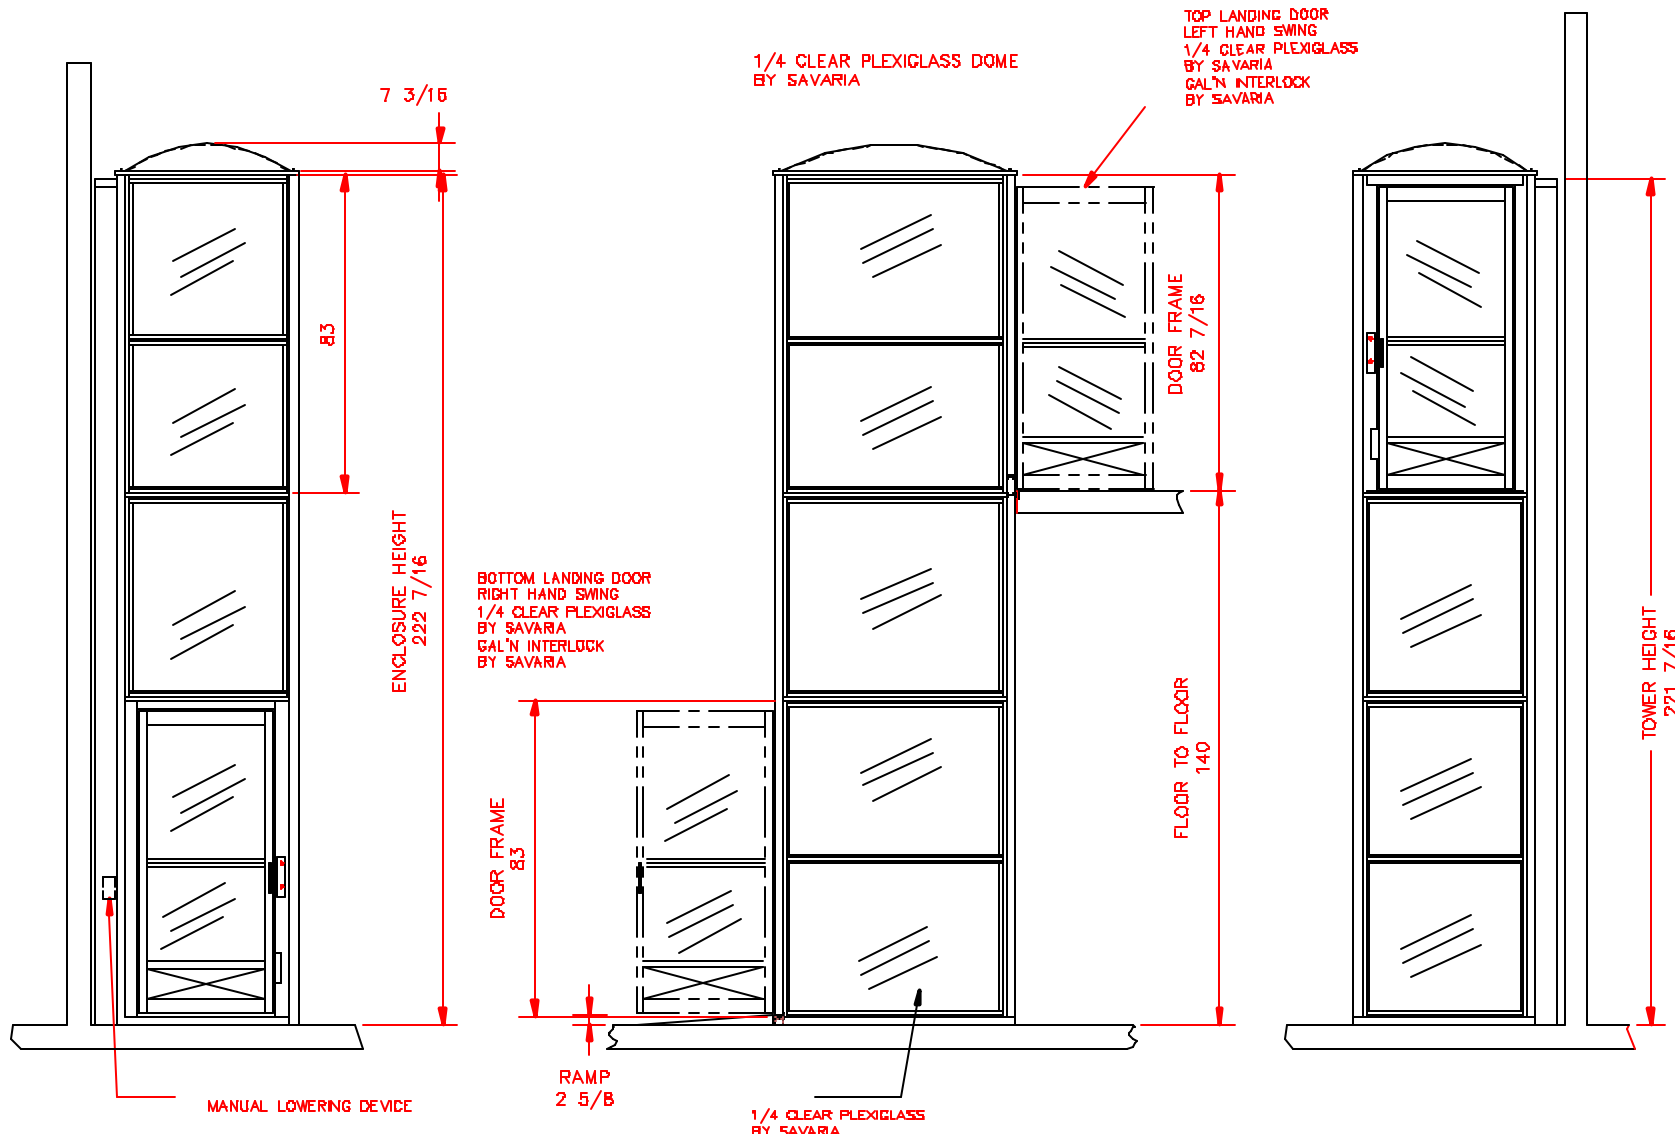 7 3/16
1/4 CLEAR PLEXIGLASS DOME
BY SAVARIA
TOP LANDING DOOR
LEFT HAND SWING
1/4 CLEAR PLEXIGLASS
BY SAVARIA
GAL'N INTERLOCK
BY SAVARIA
83
ENCLOSURE HEIGHT
222 7/16
DOOR FRAME
82 7/16
BOTTOM LANDING DOOR
RIGHT HAND SWING
1/4 CLEAR PLEXIGLASS
BY SAVARIA
GAL'N INTERLOCK
BY SAVARIA
DOOR FRAME
83
FLOOR TO FLOOR
140
TOWER HEIGHT
221 7/16
RAMP
2 5/8
MANUAL LOWERING DEVICE
1/4 CLEAR PLEXIGLASS
BY SAVARIA